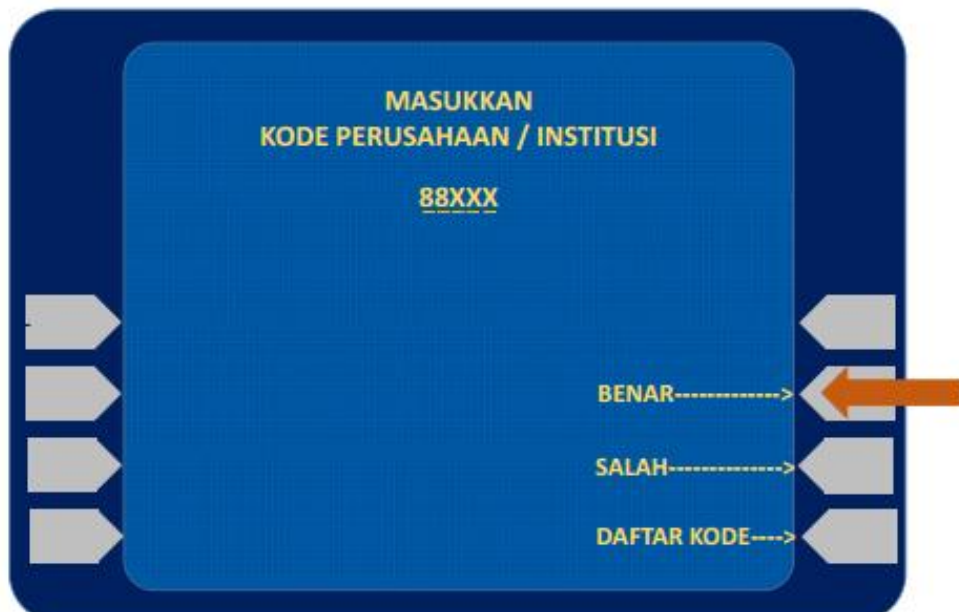 MASUKKAN
KODE PERUSAHAAN / INSTITUSI
88XXX
BENAR------------->
SALAH-------------->
DAFTAR KODE---->